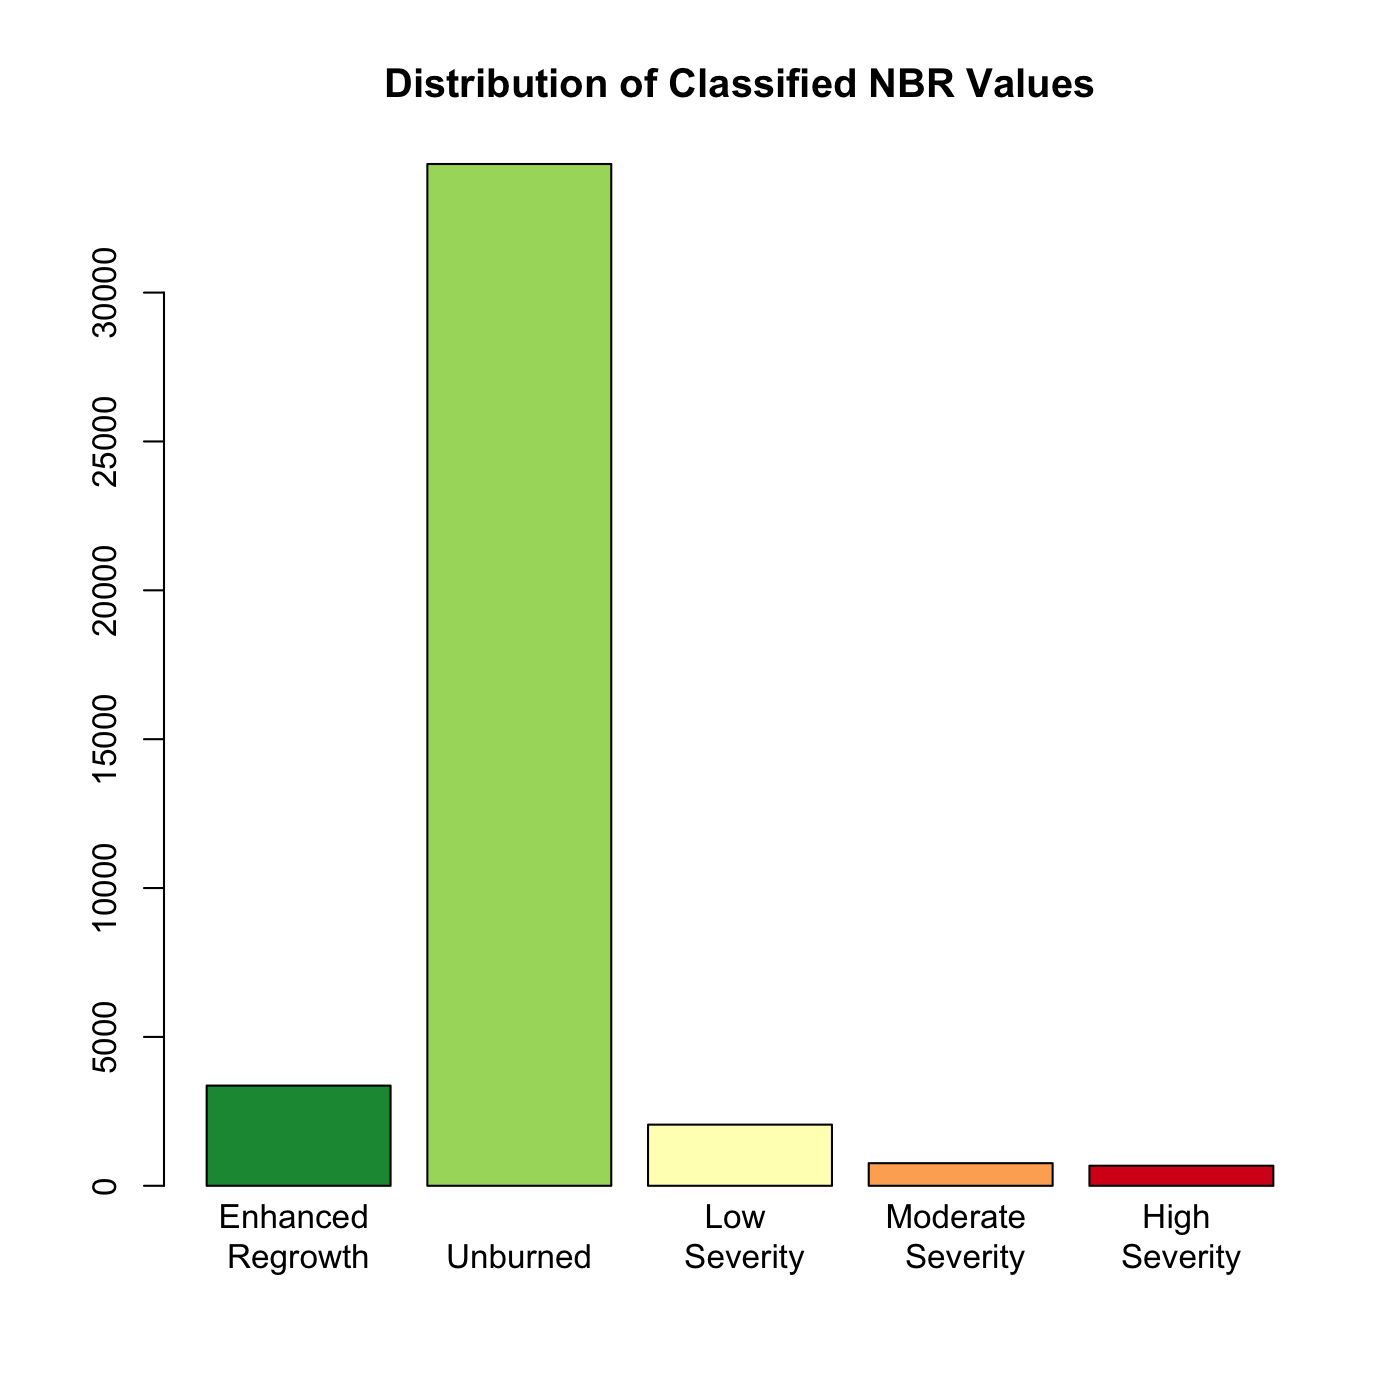 Distribution of Classified NBR Values
30000
25000
20000
15000
10000
5000
0
Enhanced
Regrowth
Unburned
Low
Severity
Moderate
Severity
High
Severity